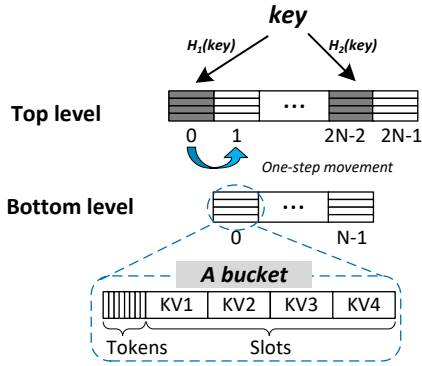 key
H1(key) H2(key)
Top level
...
0 1 2N-2 2N-1
One-step movement
Bottom level
...
0 N-1
A bucket
KV1 KV2 KV3 KV4
Tokens Slots